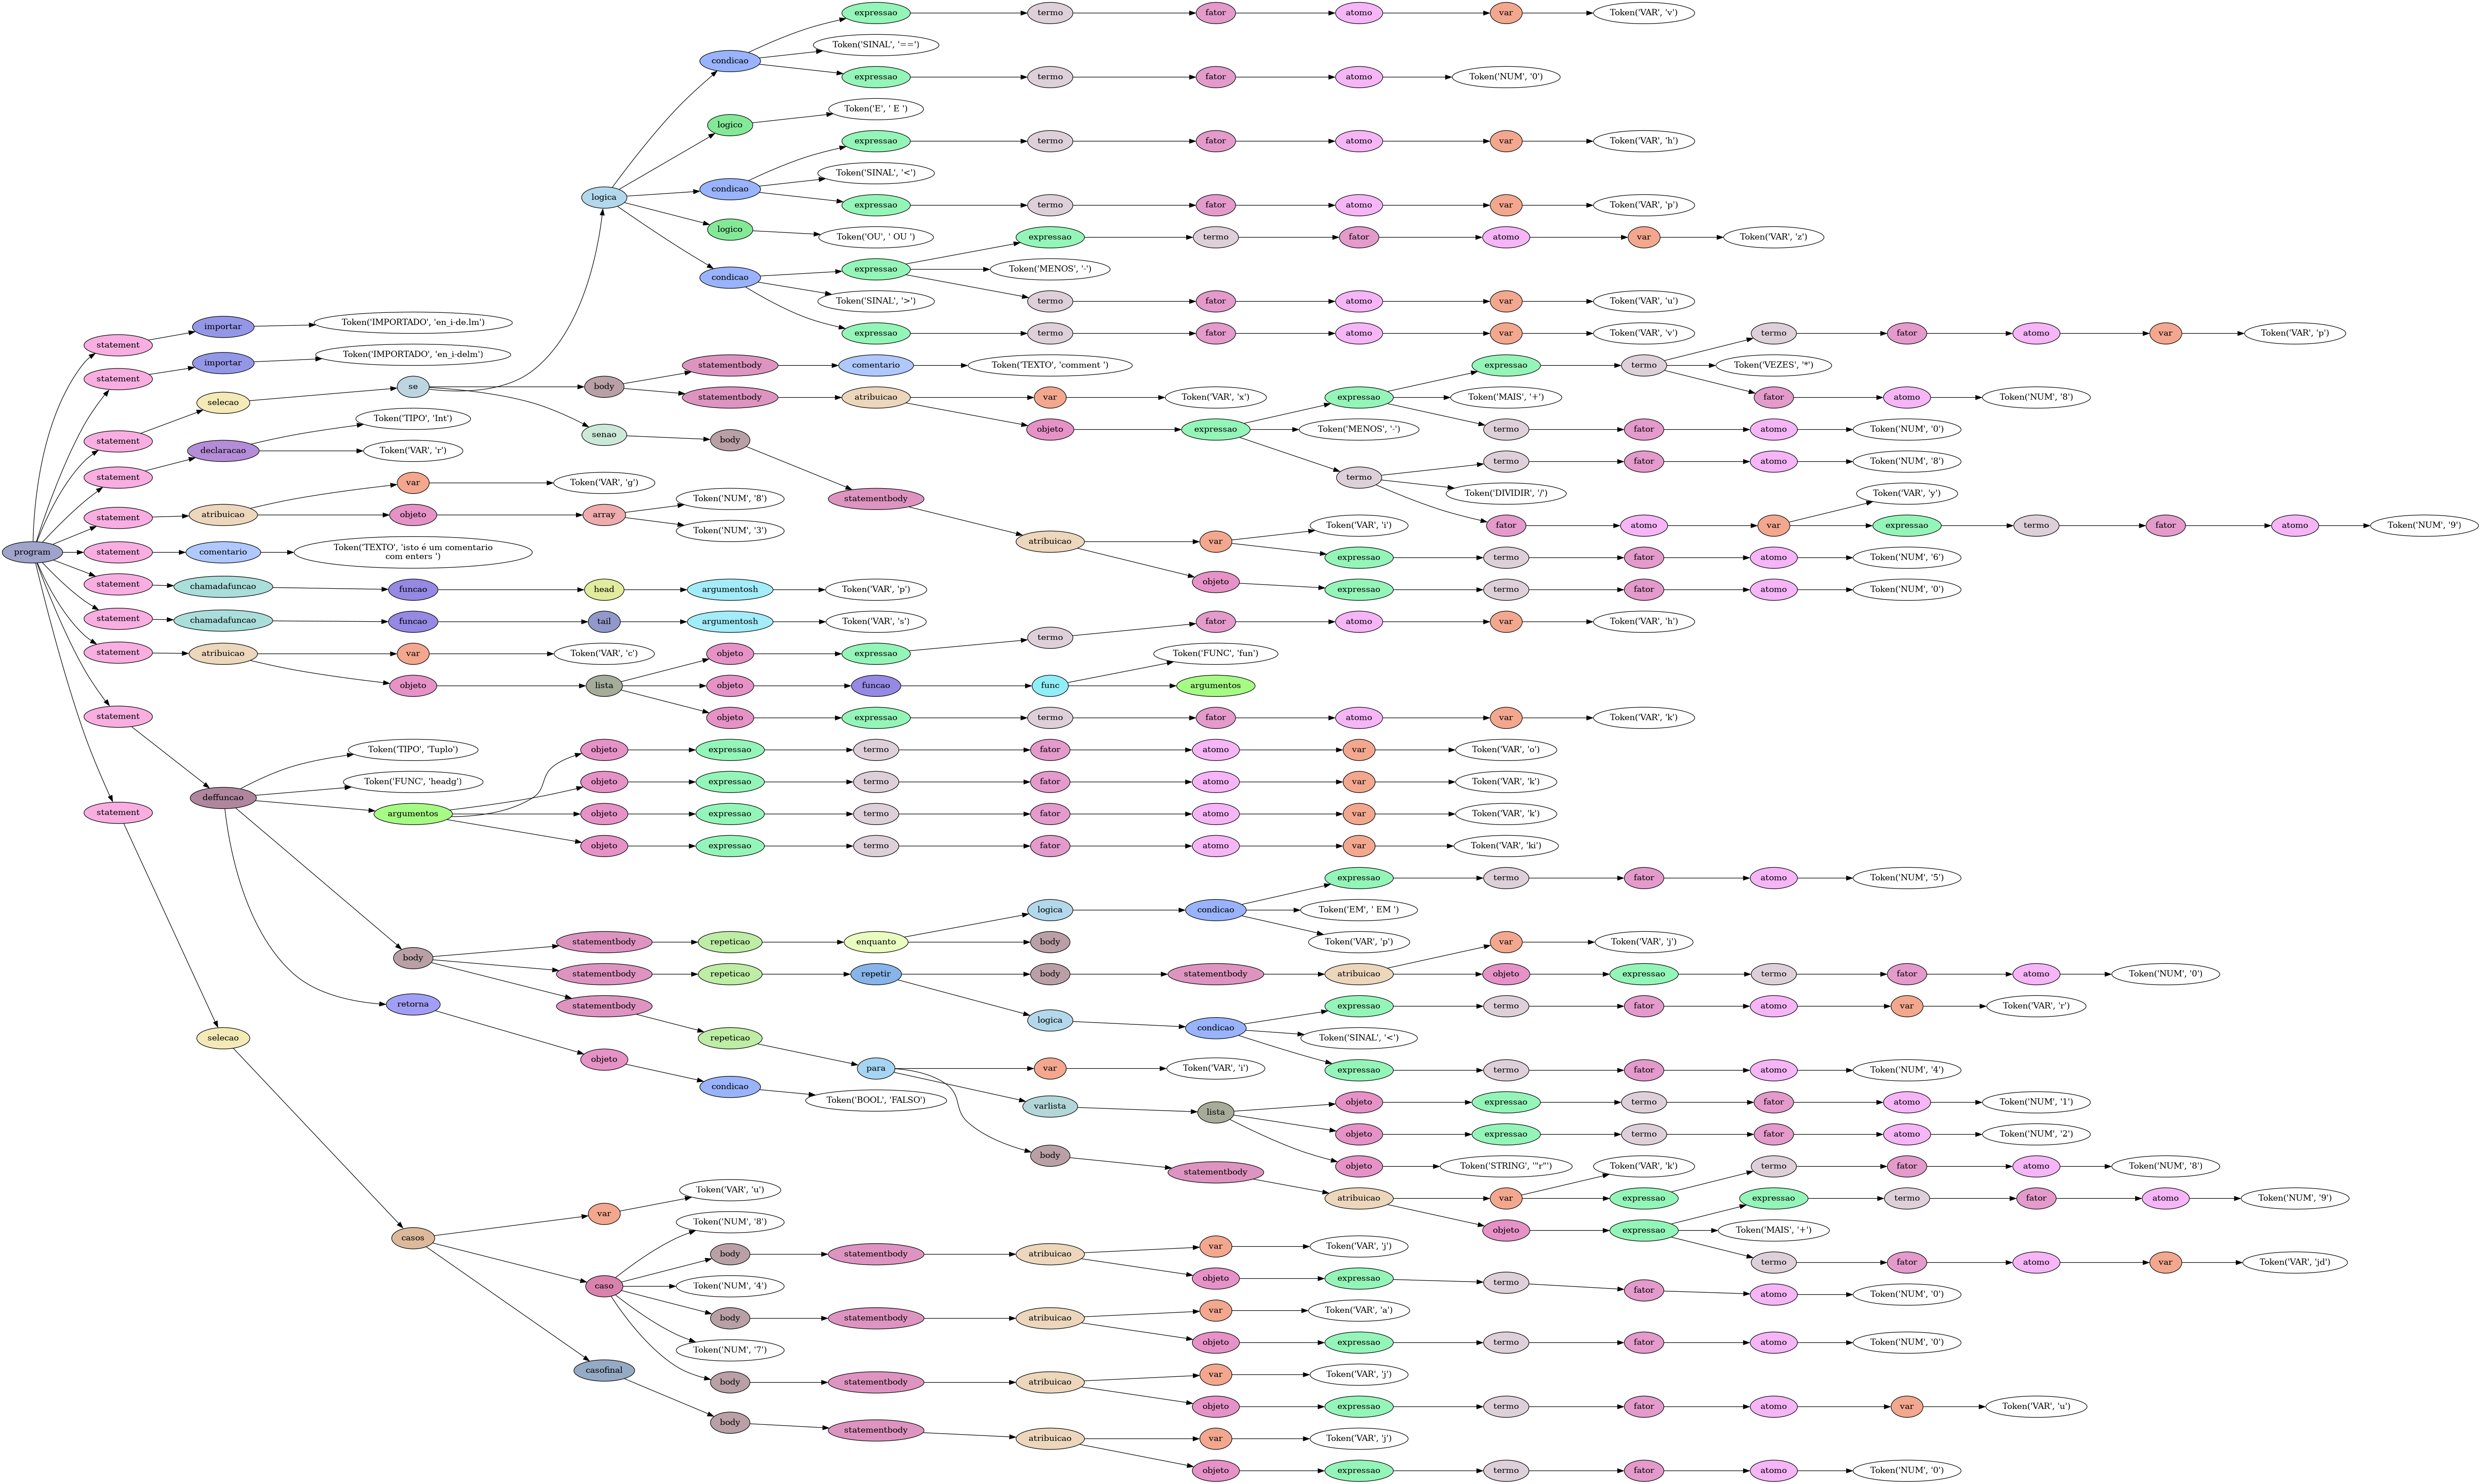 expressao termo fator atomo var Token('VAR', 'v')
Token('SINAL', '==')
condicao
expressao termo fator atomo Token('NUM', '0')
Token('E', ' E ')
logico
expressao termo fator atomo var Token('VAR', 'h')
Token('SINAL', '<')
condicao
logica
expressao termo fator atomo var Token('VAR', 'p')
logico
Token('OU', ' OU ')
expressao termo fator atomo var Token('VAR', 'z')
condicao
expressao Token('MENOS', '-')
Token('SINAL', '>')
termo fator atomo var Token('VAR', 'u')
importar Token('IMPORTADO', 'en_i-de.lm')
expressao termo fator atomo var Token('VAR', 'v')
termo fator atomo var Token('VAR', 'p')
statement
importar Token('IMPORTADO', 'en_i-delm')
statementbody comentario Token('TEXTO', 'comment ')
expressao termo Token('VEZES', '*')
statement
se body
statementbody atribuicao var Token('VAR', 'x')
expressao Token('MAIS', '+')
fator atomo Token('NUM', '8')
selecao
Token('TIPO', 'Int')
objeto expressao Token('MENOS', '-')
termo fator atomo Token('NUM', '0')
statement
senao body
declaracao Token('VAR', 'r')
termo fator atomo Token('NUM', '8')
statement
termo
var Token('VAR', 'g')
Token('DIVIDIR', '/')
Token('VAR', 'y')
Token('NUM', '8')
statementbody
statement atribuicao objeto array
Token('NUM', '3')
Token('VAR', 'i')
fator atomo var expressao termo fator atomo Token('NUM', '9')
atribuicao var
program statement comentario Token('TEXTO', 'isto é um comentario
com enters ')
expressao termo fator atomo Token('NUM', '6')
objeto
statement chamadafuncao funcao head argumentosh Token('VAR', 'p')
expressao termo fator atomo Token('NUM', '0')
statement chamadafuncao funcao tail argumentosh Token('VAR', 's')
termo fator atomo var Token('VAR', 'h')
statement atribuicao var Token('VAR', 'c')
objeto expressao
Token('FUNC', 'fun')
objeto lista objeto funcao func argumentos
statement
objeto expressao termo fator atomo var Token('VAR', 'k')
Token('TIPO', 'Tuplo')
objeto expressao termo fator atomo var Token('VAR', 'o')
Token('FUNC', 'headg')
objeto expressao termo fator atomo var Token('VAR', 'k')
deffuncao
statement
argumentos objeto expressao termo fator atomo var Token('VAR', 'k')
objeto expressao termo fator atomo var Token('VAR', 'ki')
expressao termo fator atomo Token('NUM', '5')
logica condicao Token('EM', ' EM ')
statementbody repeticao enquanto body
Token('VAR', 'p')
var Token('VAR', 'j')
body
statementbody repeticao repetir body statementbody atribuicao objeto expressao termo fator atomo Token('NUM', '0')
retorna
statementbody
logica
expressao termo fator atomo var Token('VAR', 'r')
condicao
selecao
repeticao
Token('SINAL', '<')
objeto
para var Token('VAR', 'i')
expressao termo fator atomo Token('NUM', '4')
condicao
Token('BOOL', 'FALSO')
varlista lista
objeto expressao termo fator atomo Token('NUM', '1')
objeto expressao termo fator atomo Token('NUM', '2')
body
objeto Token('STRING', '"r"')
statementbody
Token('VAR', 'k')
termo fator atomo Token('NUM', '8')
Token('VAR', 'u')
atribuicao var expressao
expressao termo fator atomo Token('NUM', '9')
var
Token('NUM', '8')
objeto expressao Token('MAIS', '+')
casos
body statementbody atribuicao var Token('VAR', 'j')
termo fator atomo var Token('VAR', 'jd')
caso Token('NUM', '4')
objeto expressao termo fator atomo Token('NUM', '0')
body statementbody atribuicao var Token('VAR', 'a')
Token('NUM', '7')
objeto expressao termo fator atomo Token('NUM', '0')
casofinal
body statementbody atribuicao var Token('VAR', 'j')
objeto expressao termo fator atomo var Token('VAR', 'u')
body statementbody atribuicao var Token('VAR', 'j')
objeto expressao termo fator atomo Token('NUM', '0')